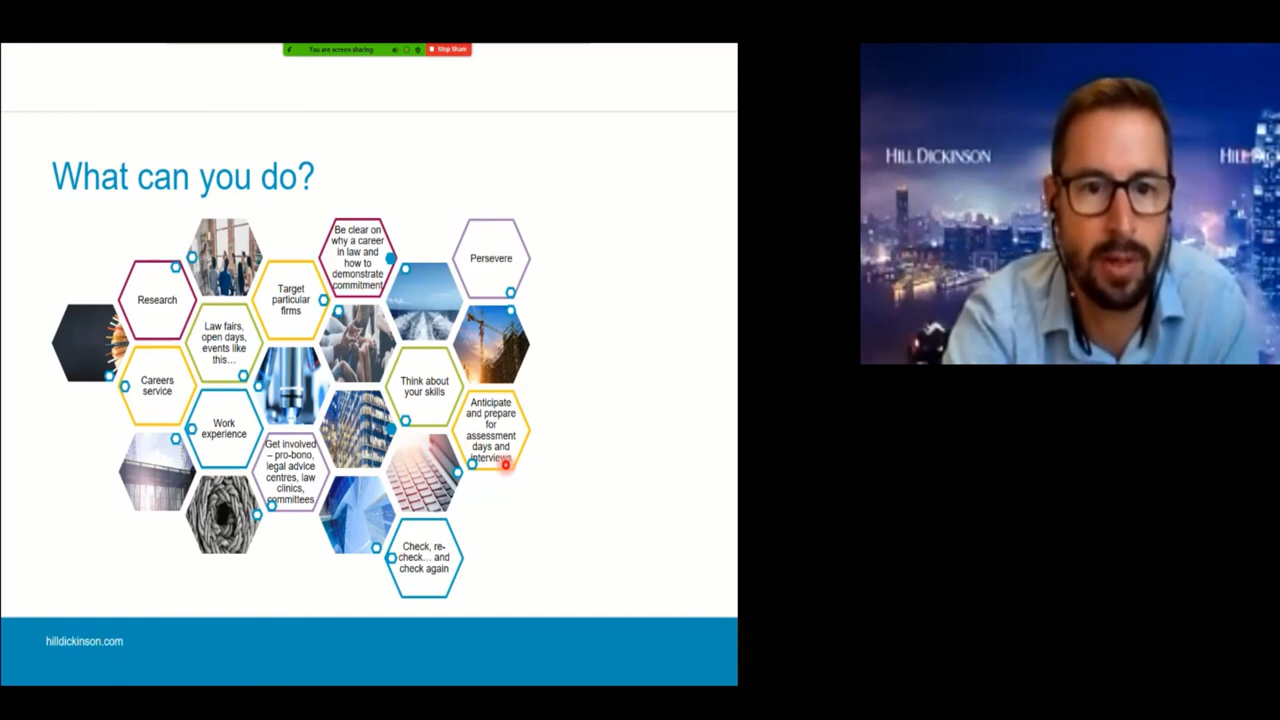 You are screen sharing
Stop Share
What can you do?
Be clear on
why a career
in law and
how to
demonstrate
commitment
Persevere
Research
Target
particular
firms
Law fairs,
open days,
events like
this…
Careers
service
Think about
your skills
Work
experience
Anticipate
and prepare
for
assessment
days and
interviews
Get involved
– pro-bono,
legal advice
centres, law
clinics,
committees
Check, re-
check… and
check again
hilldickinson.com
HILL DICKINSON